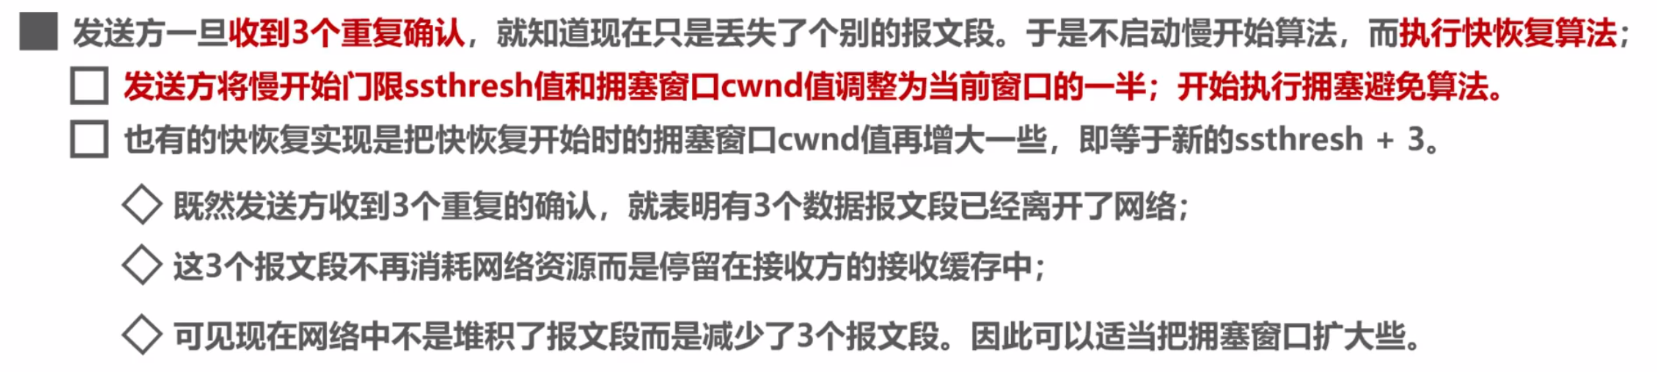 发送方一旦收到3个重复确认，就知道现在只是丢失了个别的报文段。于是不启动慢开始算法，而执行快恢复算法；
发送方将慢开始门限ssthresh值和拥塞窗口cwnd值调整为当前窗口的一半；开始执行拥塞避免算法。
也有的快恢复实现是把快恢复开始时的拥塞窗口cwnd值再增大一些，即等于新的ssthresh + 3。
既然发送方收到3个重复的确认，就表明有3个数据报文段已经离开了网络；
这3个报文段不再消耗网络资源而是停留在接收方的接收缓存中；
可见现在网络中不是堆积了报文段而是减少了3个报文段。因此可以适当把拥塞窗口扩大些。